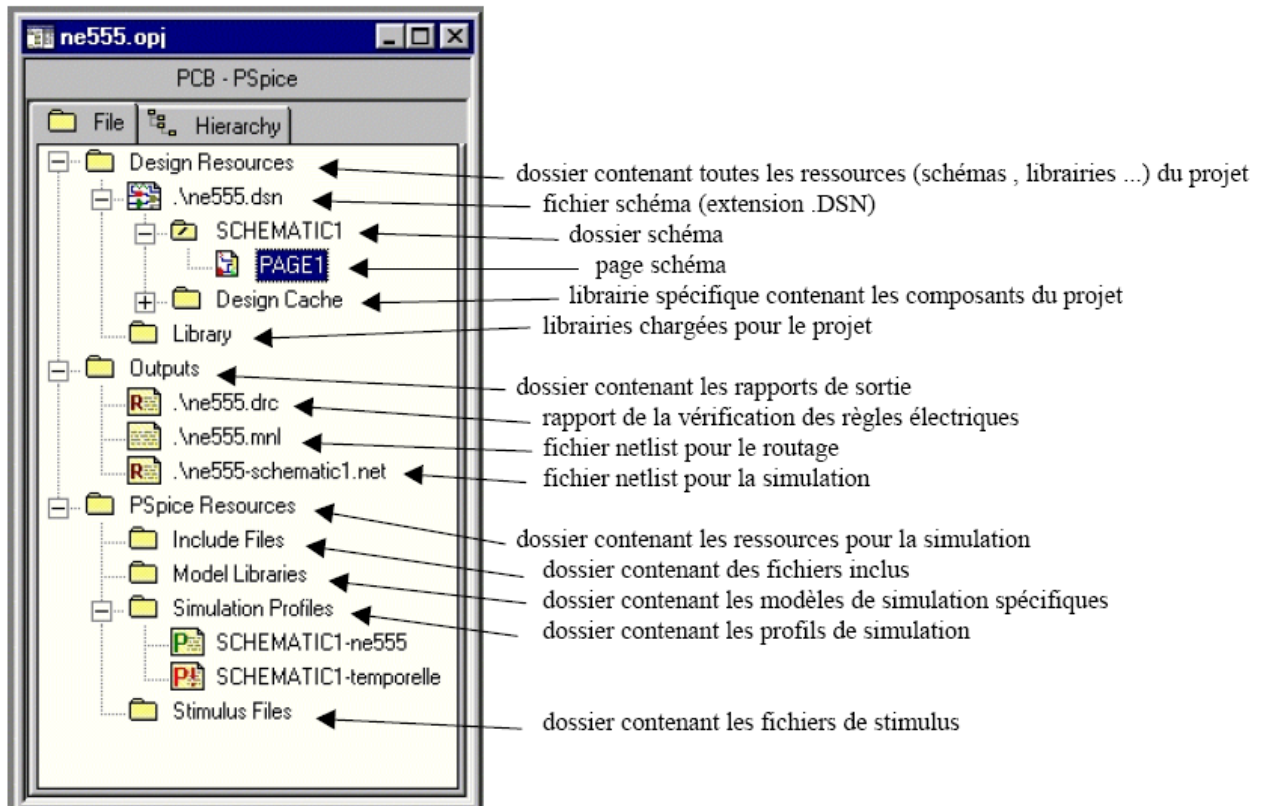 ne555.opj
PCB - PSpice
File Hierarchy
Design Resources
dossier contenant toutes les ressources (schémas , librairies ...) du projet
.\ne555.dsn
fichier schéma (extension .DSN)
SCHEMATIC1
dossier schéma
PAGE1
page schéma
Design Cache
librairie spécifique contenant les composants du projet
Library
librairies chargées pour le projet
Outputs
dossier contenant les rapports de sortie
.\ne555.drc
rapport de la vérification des règles électriques
.\ne555.mnl
fichier netlist pour le routage
.\ne555-schematic1.net
fichier netlist pour la simulation
PSpice Resources
dossier contenant les ressources pour la simulation
Include Files
dossier contenant des fichiers inclus
Model Libraries
dossier contenant les modèles de simulation spécifiques
Simulation Profiles
dossier contenant les profils de simulation
SCHEMATIC1-ne555
SCHEMATIC1-temporelle
Stimulus Files
dossier contenant les fichiers de stimulus